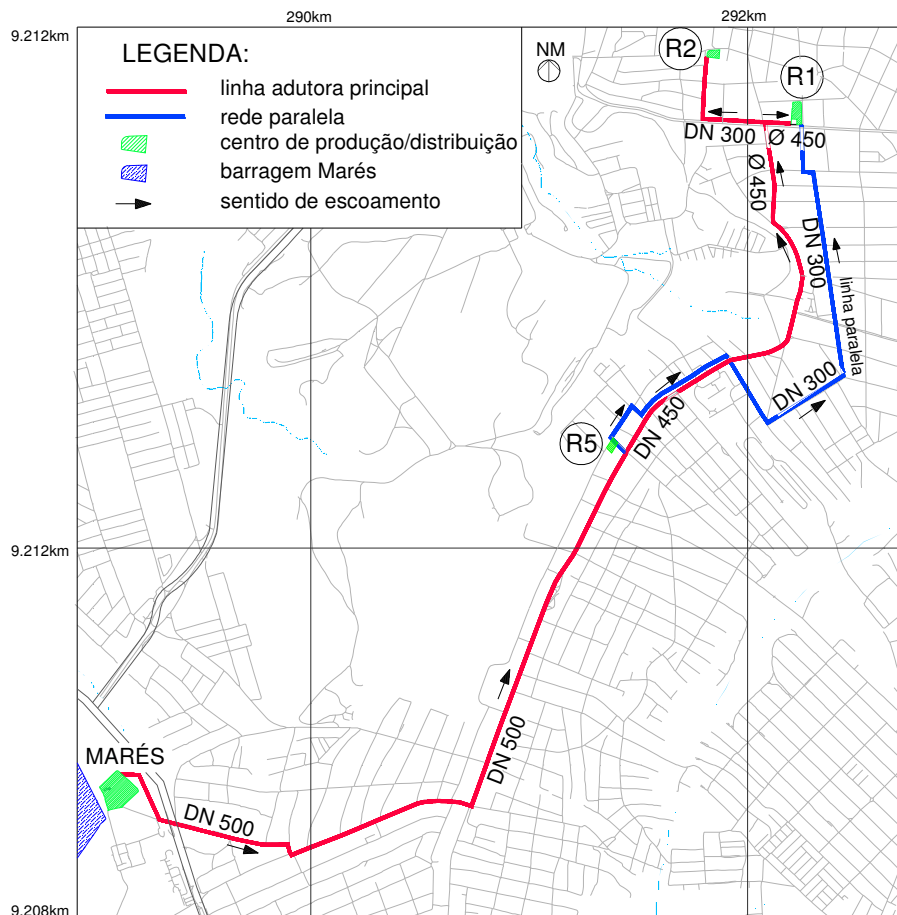 290km
292km
9.212km
LEGENDA:
linha adutora principal
rede paralela
centro de produção/distribuição
barragem Marés
sentido de escoamento
NM
R2
R1
DN 300
Ø 450
Ø 450
DN 300
linha paralela
DN 300
DN 450
R5
9.212km
MARÉS
DN 500
DN 500
9.208km